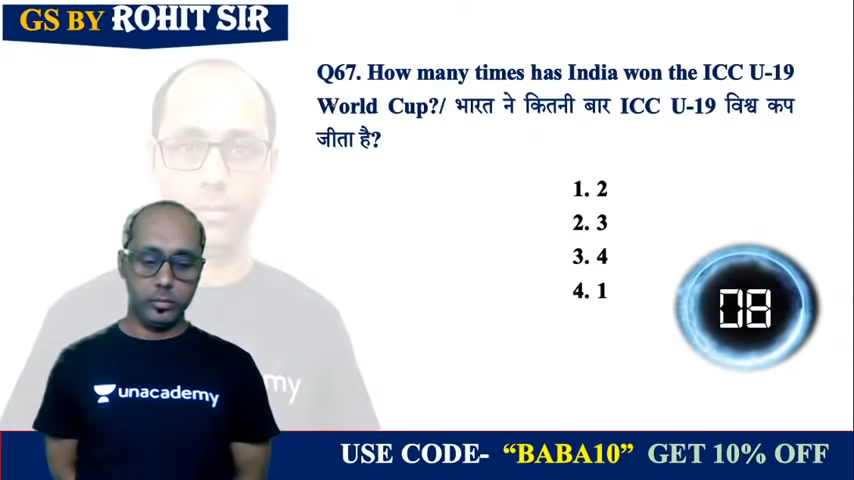 GS BY ROHIT SIR
Q67. How many times has India won the ICC U-19
World Cup?/ भारत ने कितनी बार ICC U-19 विश्व कप
जीता है?
1. 2
2. 3
3. 4
4. 1
08
unacademy
my
USE CODE- “BABA10” GET 10% OFF